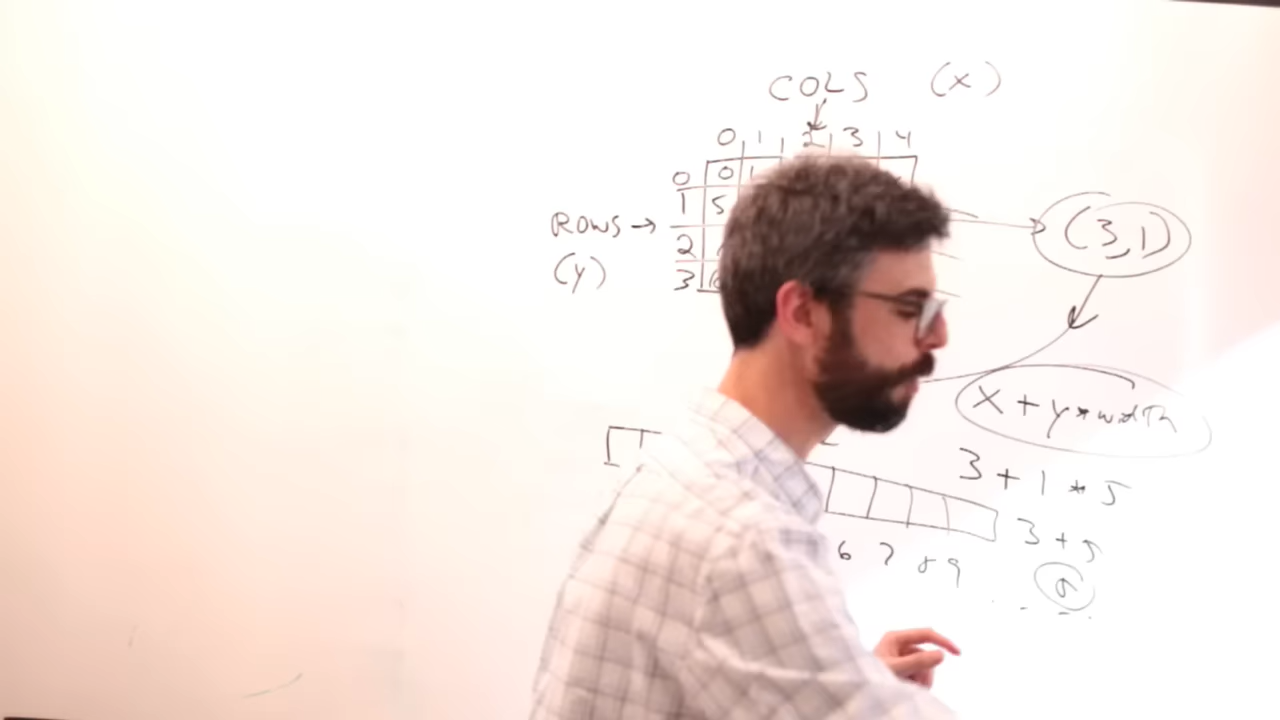 COLS (x)
0 1 2 3 4
0 0 1
1 5
ROWS →
(y)
2
3
(3,1)
x + y * width
3 + 1 * 5
3 + 5
8
6 7 8 9 ...